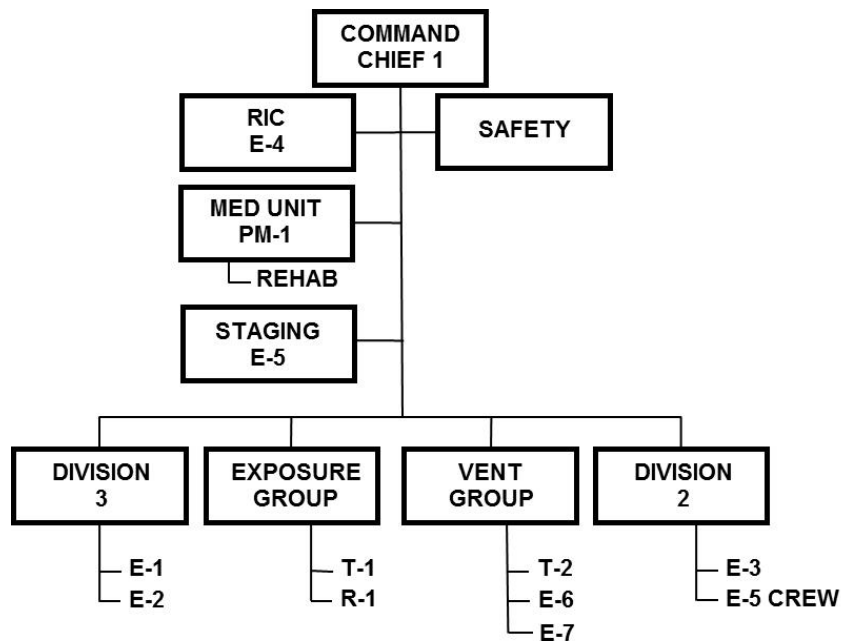 COMMAND
CHIEF 1
RIC
E-4
SAFETY
MED UNIT
PM-1
REHAB
STAGING
E-5
DIVISION
3
E-1
E-2
EXPOSURE
GROUP
T-1
R-1
VENT
GROUP
T-2
E-6
E-7
DIVISION
2
E-3
E-5 CREW